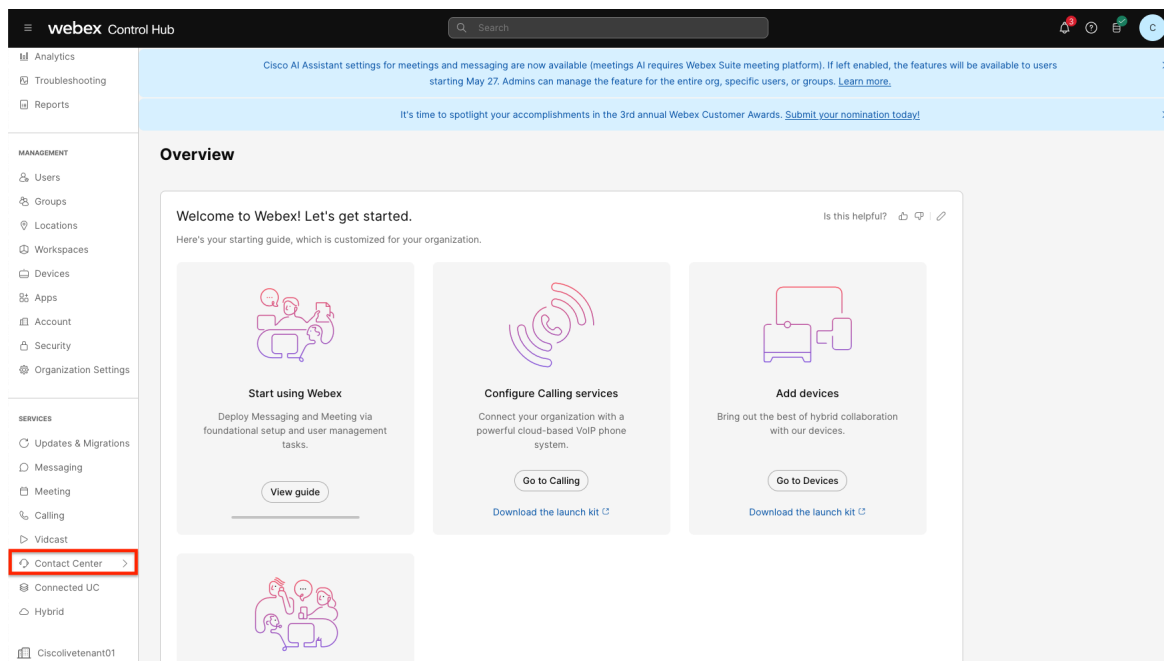 webex Control Hub
Search
3
C
Analytics
Troubleshooting
Reports
MANAGEMENT
Users
Groups
Locations
Workspaces
Devices
Apps
Account
Security
Organization Settings
SERVICES
Updates & Migrations
Messaging
Meeting
Calling
Vidcast
Contact Center
Connected UC
Hybrid
Ciscolivetenant01
Cisco AI Assistant settings for meetings and messaging are now available (meetings AI requires Webex Suite meeting platform). If left enabled, the features will be available to users
starting May 27. Admins can manage the feature for the entire org, specific users, or groups. Learn more.
It's time to spotlight your accomplishments in the 3rd annual Webex Customer Awards. Submit your nomination today!
Overview
Welcome to Webex! Let's get started.
Is this helpful?
Here's your starting guide, which is customized for your organization.
Start using Webex
Deploy Messaging and Meeting via
foundational setup and user management
tasks.
View guide
Configure Calling services
Connect your organization with a
powerful cloud-based VoIP phone
system.
Go to Calling
Download the launch kit
Add devices
Bring out the best of hybrid collaboration
with our devices.
Go to Devices
Download the launch kit